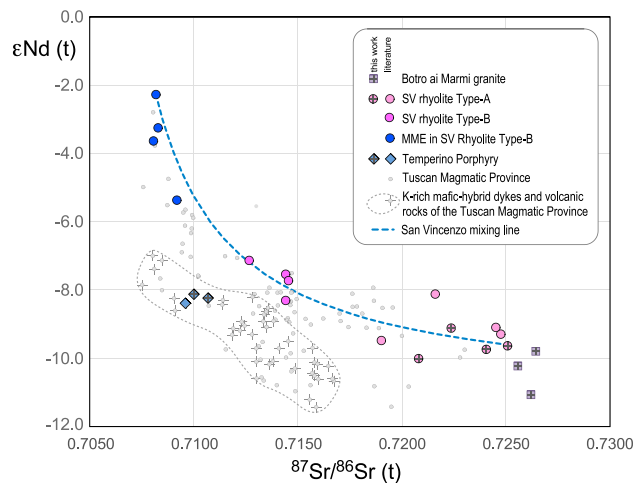 εNd (t)
0.0
-2.0
-4.0
-6.0
-8.0
-10.0
-12.0
this work
literature
Botro ai Marmi granite
SV rhyolite Type-A
SV rhyolite Type-B
MME in SV Rhyolite Type-B
Temperino Porphyry
Tuscan Magmatic Province
K-rich mafic-hybrid dykes and volcanic
rocks of the Tuscan Magmatic Province
San Vincenzo mixing line
0.7050
0.7100
0.7150
0.7200
0.7250
0.7300
⁸⁷Sr/⁸⁶Sr (t)